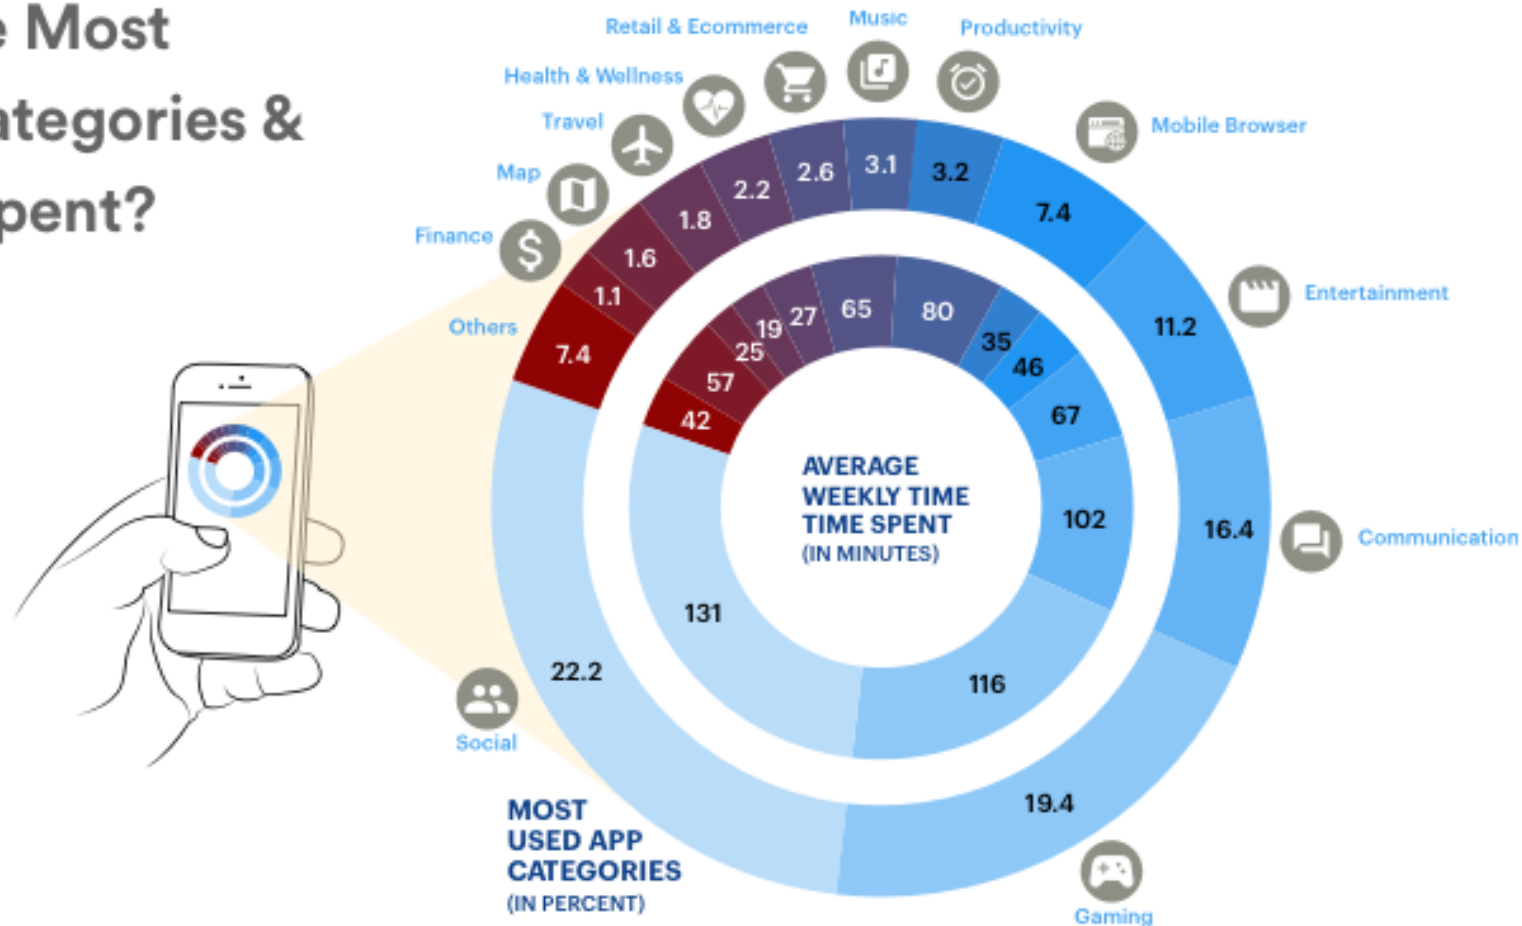 e Most
ategories &
pent?
Retail & Ecommerce
Music
Productivity
Health & Wellness
Travel
Mobile Browser
Map
Finance
Entertainment
Others
Communication
Social
Gaming
7.4
1.1
1.6
1.8
2.2
2.6
3.1
3.2
7.4
11.2
16.4
19.4
22.2
42
57
25
19
27
65
80
35
46
67
102
116
131
AVERAGE
WEEKLY TIME
TIME SPENT
(IN MINUTES)
MOST
USED APP
CATEGORIES
(IN PERCENT)